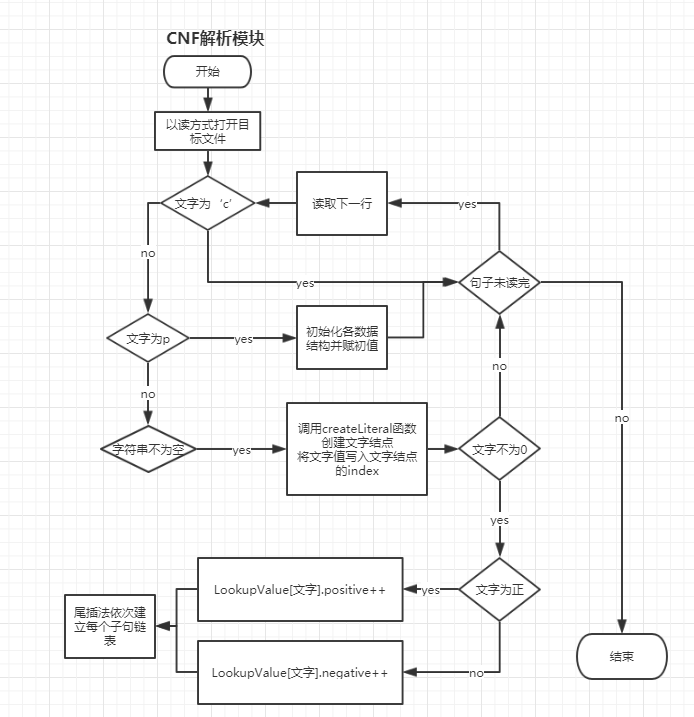 CNF解析模块
开始
以读方式打开目
标文件
文字为‘c’
读取下一行
yes
no
yes
句子未读完
文字为p
yes
初始化各数据
结构并赋初值
no
no
no
字符串不为空
yes
调用createLiteral函数
创建文字结点
将文字值写入文字结点
的index
文字不为0
yes
LookupValue[文字].positive++
yes
文字为正
尾插法依次建
立每个子句链
表
LookupValue[文字].negative++
no
结束